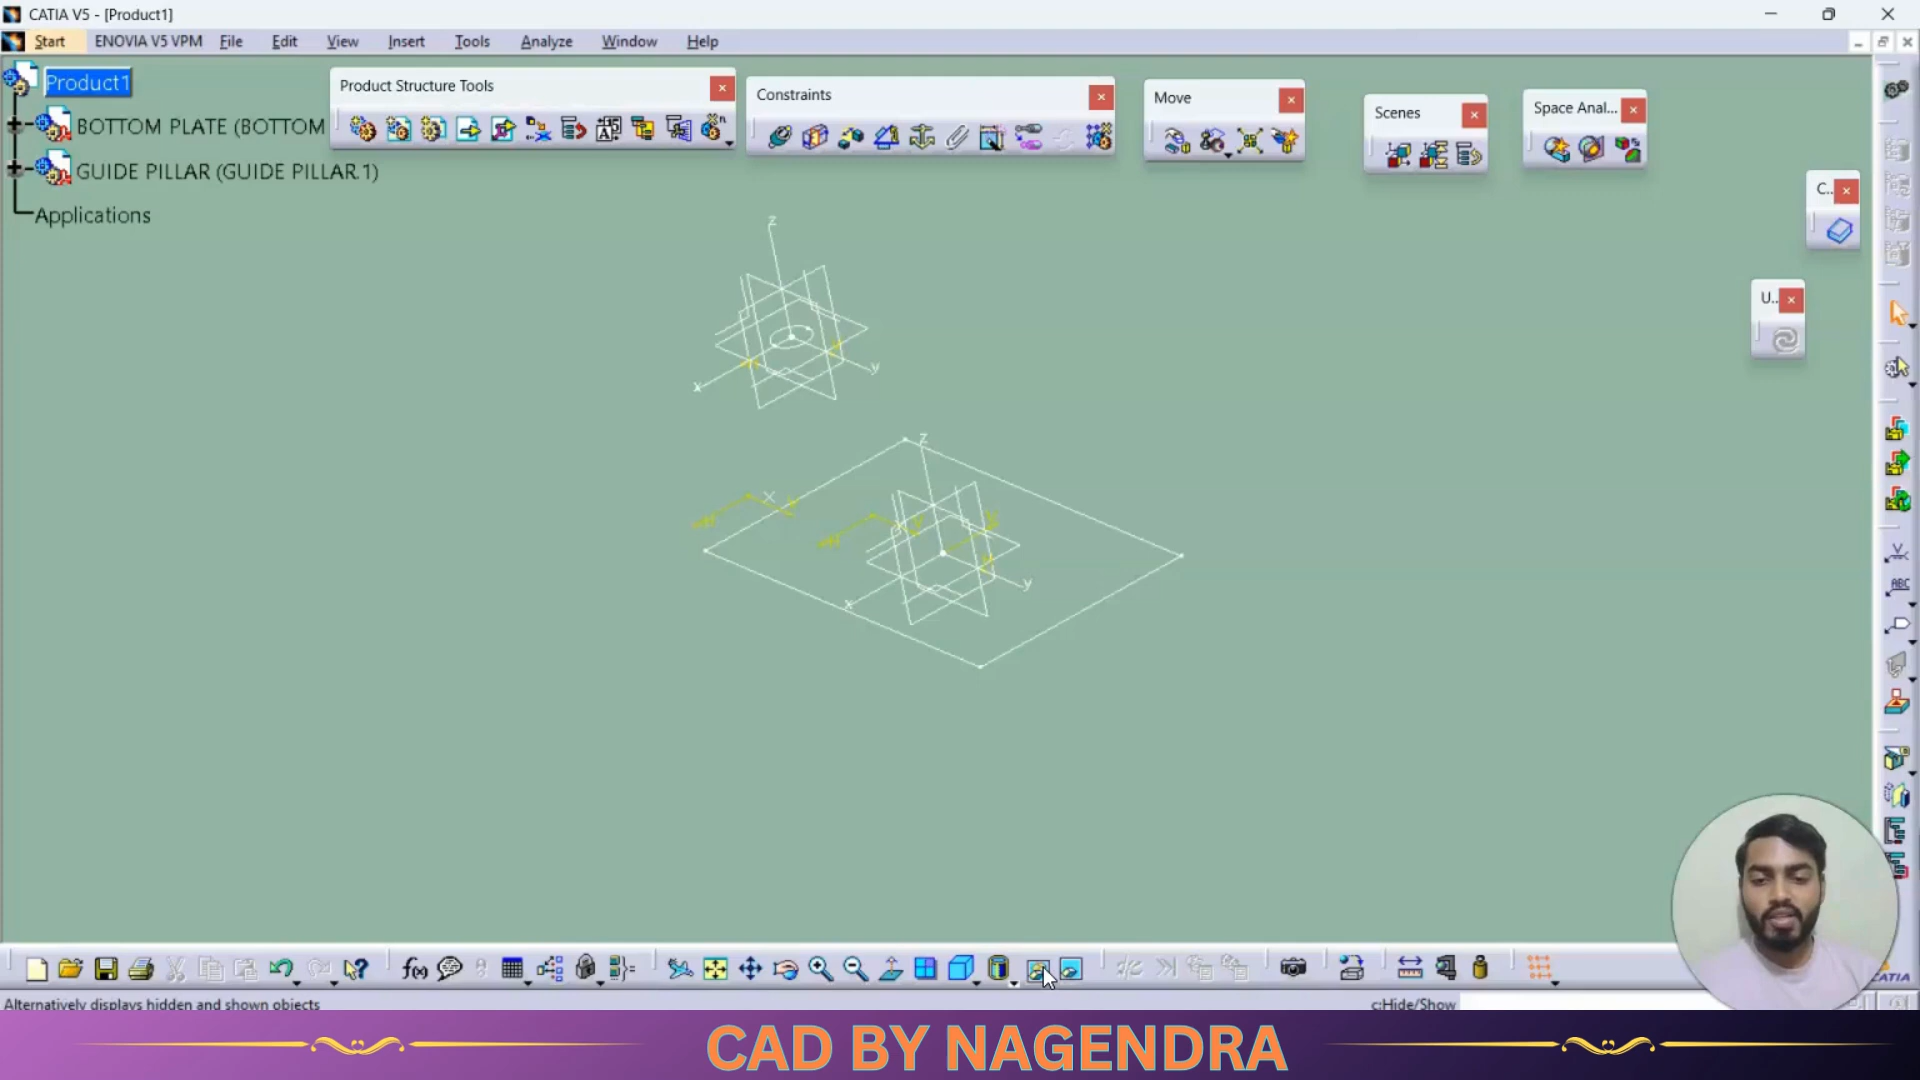 CATIA V5 - [Product1]
Start ENOVIA V5 VPM File Edit View Insert Tools Analyze Window Help
Product1
BOTTOM PLATE (BOTTOM
GUIDE PILLAR (GUIDE PILLAR.1)
Applications
Product Structure Tools
Constraints
Move
Scenes
Space Anal...
C..
U..
z
x
y
z
x
y
f(x)
ABC
Alternatively displays hidden and shown objects
c:Hide/Show
CATIA
CAD BY NAGENDRA